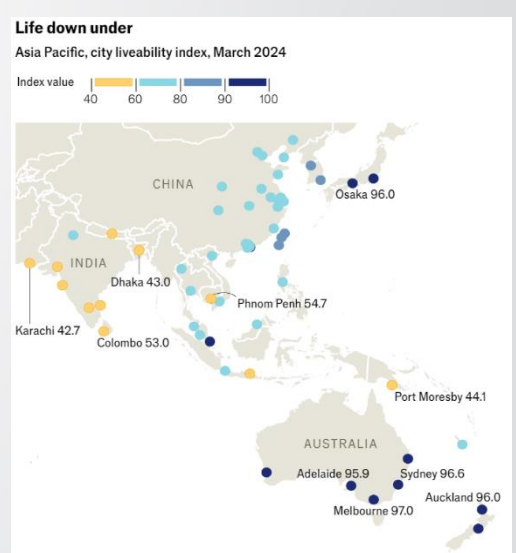 Life down under
Asia Pacific, city liveability index, March 2024
Index value
40 60 80 90 100
CHINA
Osaka 96.0
INDIA
Dhaka 43.0
Phnom Penh 54.7
Karachi 42.7
Colombo 53.0
Port Moresby 44.1
AUSTRALIA
Adelaide 95.9
Sydney 96.6
Auckland 96.0
Melbourne 97.0